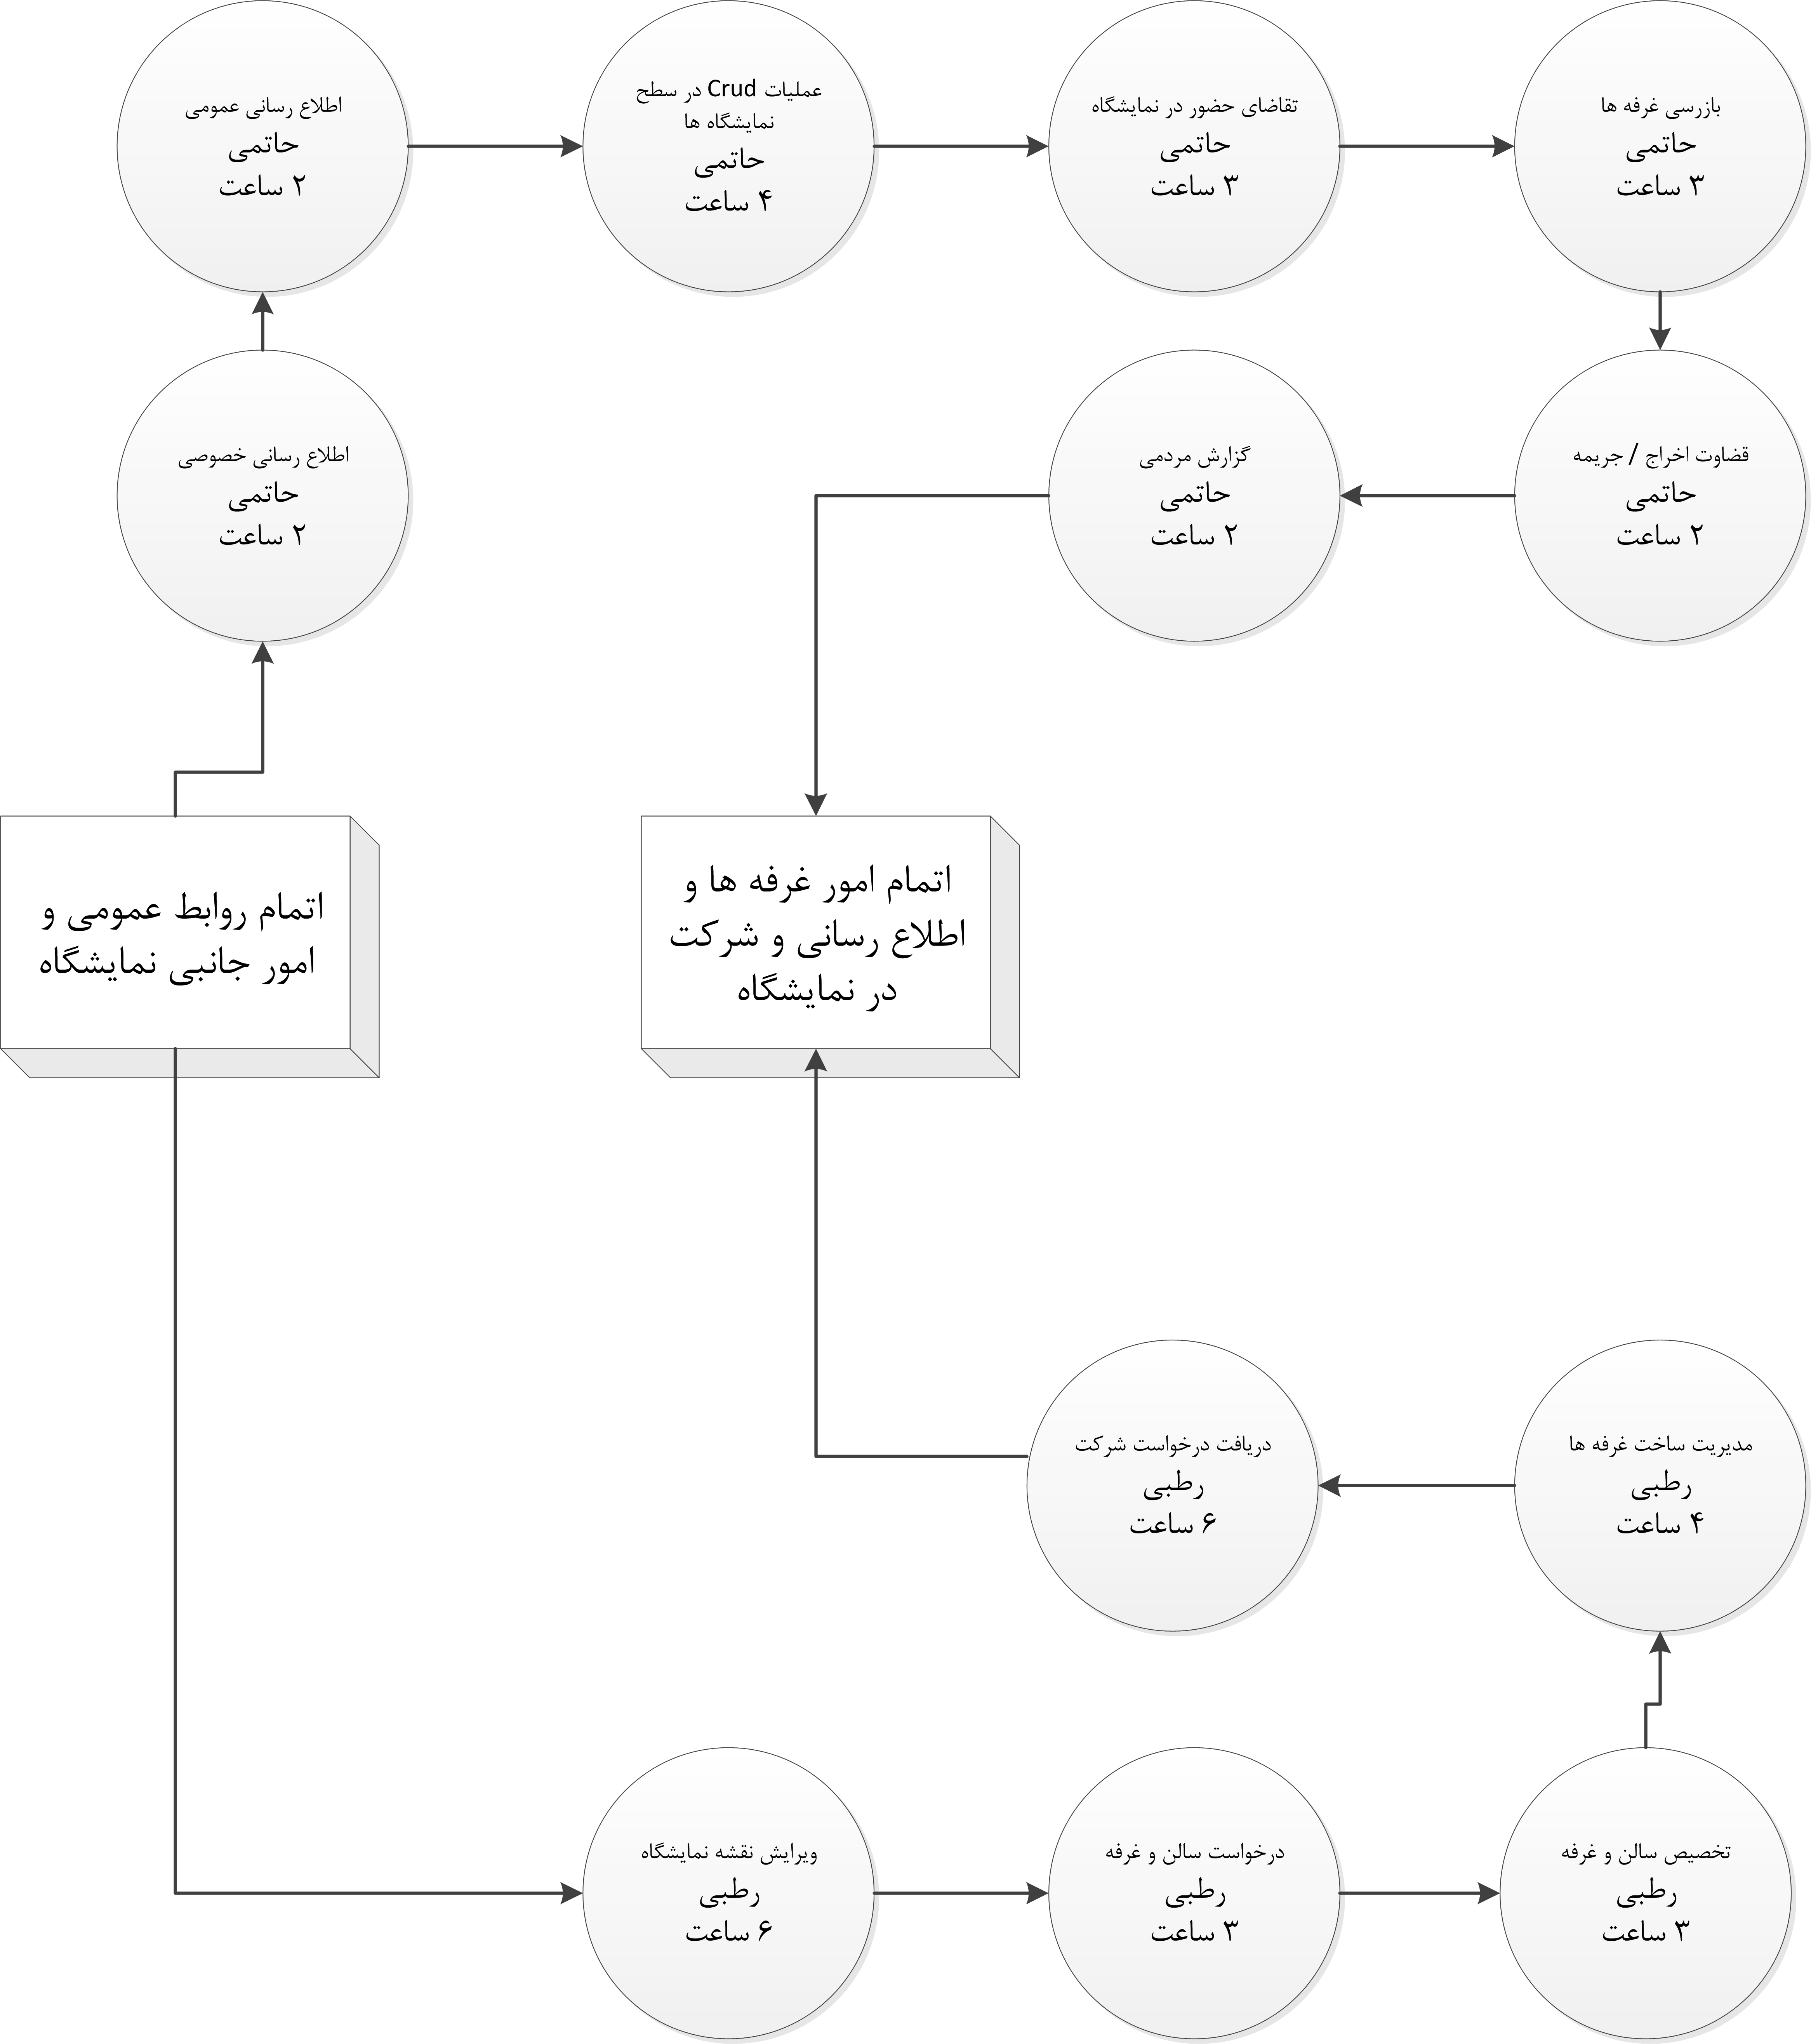 اطلاع رسانی عمومی
حاتمی
۲ ساعت
عملیات Crud در سطح
نمایشگاه ها
حاتمی
۴ ساعت
تقاضای حضور در نمایشگاه
حاتمی
۳ ساعت
بازرسی غرفه ها
حاتمی
۳ ساعت
اطلاع رسانی خصوصی
حاتمی
۲ ساعت
گزارش مردمی
حاتمی
۲ ساعت
قضاوت اخراج / جریمه
حاتمی
۲ ساعت
اتمام روابط عمومی و
امور جانبی نمایشگاه
اتمام امور غرفه ها و
اطلاع رسانی و شرکت
در نمایشگاه
دریافت درخواست شرکت
رطبی
۶ ساعت
مدیریت ساخت غرفه ها
رطبی
۴ ساعت
ویرایش نقشه نمایشگاه
رطبی
۶ ساعت
درخواست سالن و غرفه
رطبی
۳ ساعت
تخصیص سالن و غرفه
رطبی
۳ ساعت